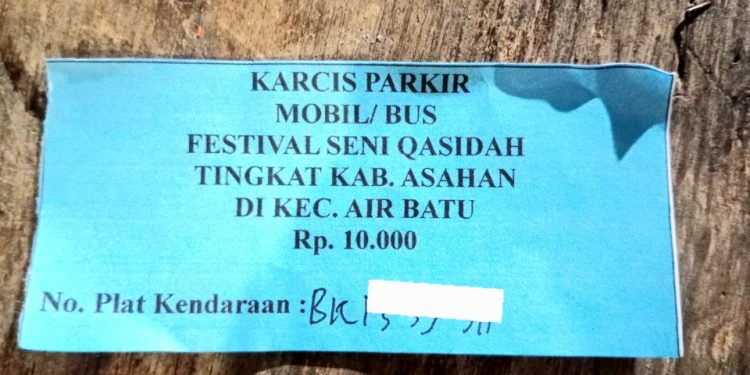 KARCIS PARKIR
MOBIL/ BUS
FESTIVAL SENI QASIDAH
TINGKAT KAB. ASAHAN
DI KEC. AIR BATU
Rp. 10.000
No. Plat Kendaraan : BK